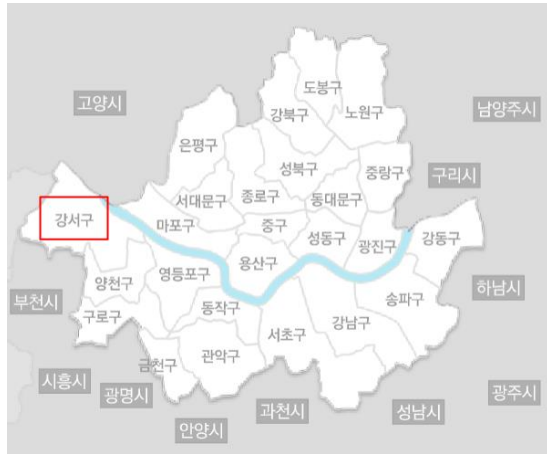 도봉구
고양시
강북구
노원구
남양주시
은평구
성북구
중랑구
구리시
서대문구
종로구
동대문구
강서구
마포구
중구
성동구
광진구
강동구
양천구
영등포구
용산구
하남시
부천시
동작구
송파구
구로구
강남구
서초구
금천구
관악구
시흥시
광명시
과천시
성남시
광주시
안양시